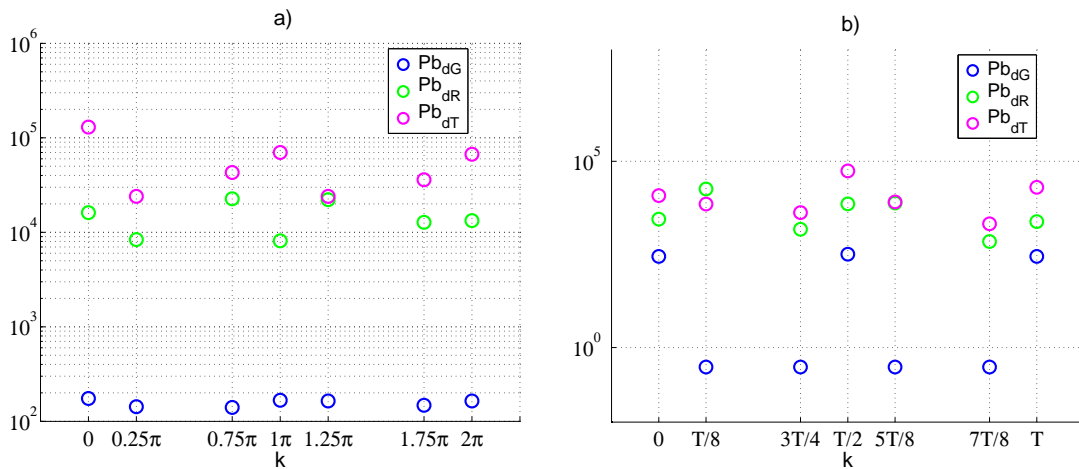 a)
10^6
10^5
10^4
10^3
10^2
Pb_dG
Pb_dR
Pb_dT
0 0.25π 0.75π 1π 1.25π 1.75π 2π
k
b)
10^5
10^0
Pb_dG
Pb_dR
Pb_dT
0 T/8 3T/4 T/2 5T/8 7T/8 T
k